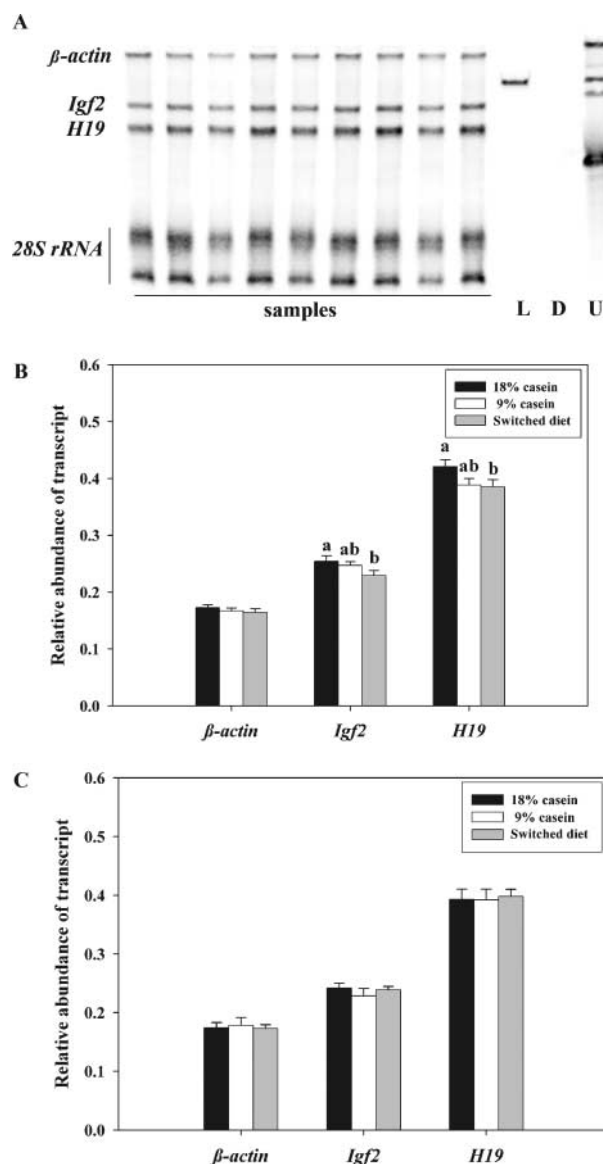 A
β-actin
Igf2
H19
28S rRNA
samples
L D U
B
Relative abundance of transcript
0.6
0.5
0.4
0.3
0.2
0.1
0.0
18% casein
9% casein
Switched diet
a ab b
a ab b
β-actin Igf2 H19
C
Relative abundance of transcript
0.6
0.5
0.4
0.3
0.2
0.1
0.0
18% casein
9% casein
Switched diet
β-actin Igf2 H19